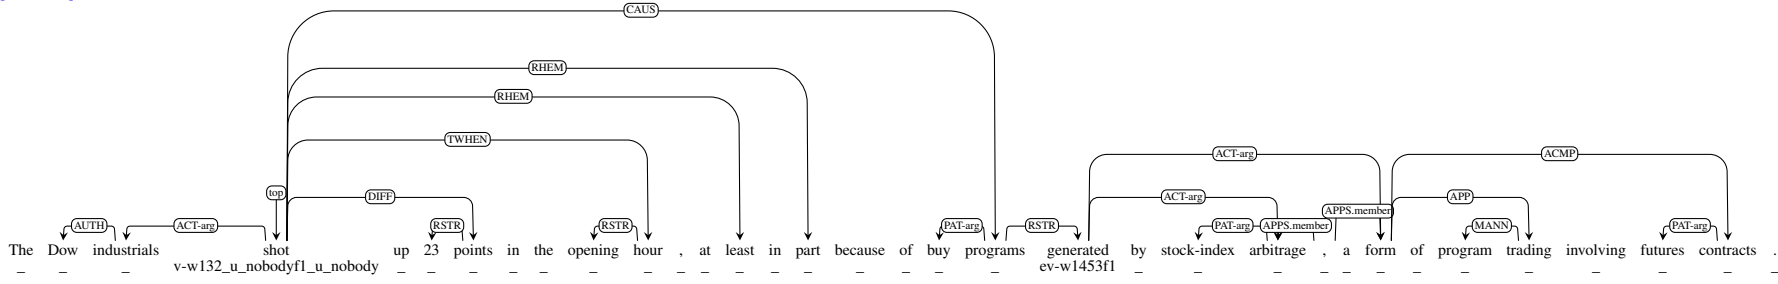 CAUS
RHEM
RHEM
TWHEN
ACT-arg ACMP
top DIFF ACT-arg APP
APPS.member
AUTH ACT-arg RSTR RSTR PAT-arg RSTR PAT-arg APPS.member MANN PAT-arg
The Dow industrials shot up 23 points in the opening hour , at least in part because of buy programs generated by stock-index arbitrage , a form of program trading involving futures contracts .
_ _ _ v-w132_u_nobodyf1_u_nobody _ _ _ _ _ _ _ _ _ _ _ _ _ _ _ _ ev-w1453f1 _ _ _ _ _ _ _ _ _ _ _ _ _